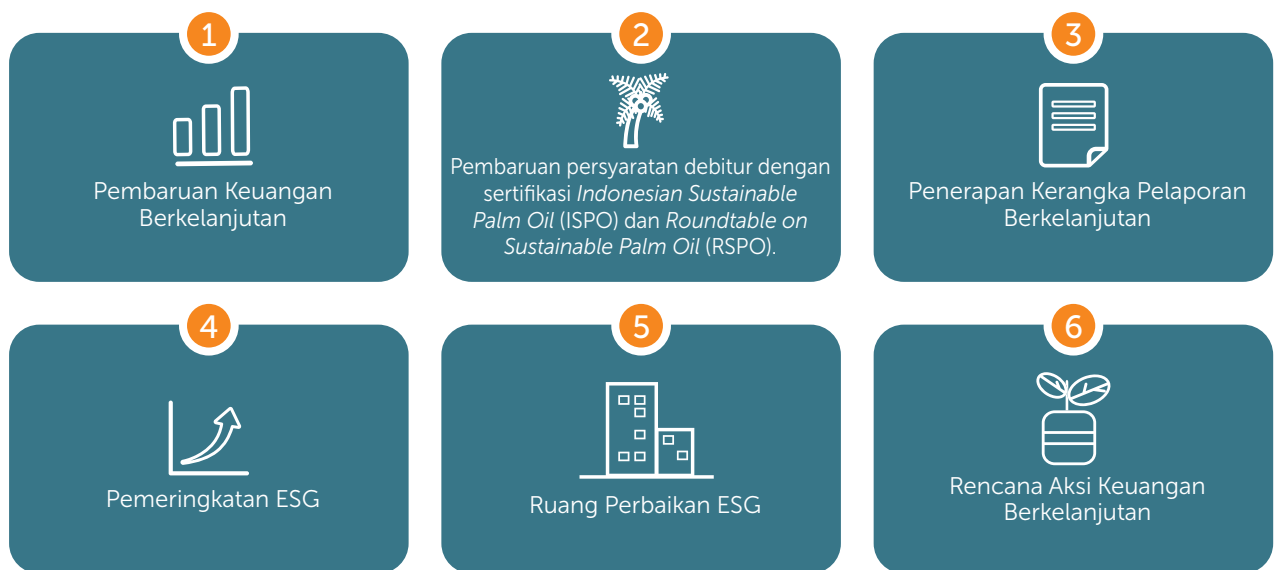 1
Pembaruan Keuangan
Berkelanjutan
2
Pembaruan persyaratan debitur dengan
sertifikasi Indonesian Sustainable
Palm Oil (ISPO) dan Roundtable on
Sustainable Palm Oil (RSPO).
3
Penerapan Kerangka Pelaporan
Berkelanjutan
4
Pemeringkatan ESG
5
Ruang Perbaikan ESG
6
Rencana Aksi Keuangan
Berkelanjutan